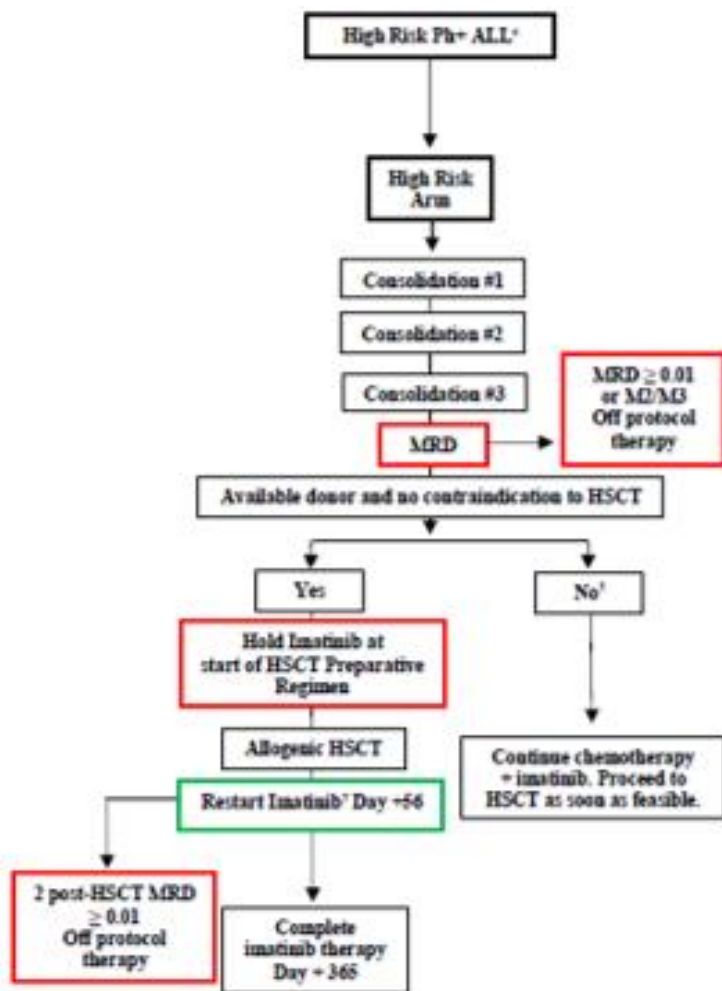 High Risk Ph+ ALL*
High Risk
Arm
Consolidation #1
Consolidation #2
Consolidation #3
MRD ≥ 0.01
or M2/M3
Off protocol
therapy
MRD
Available donor and no contraindication to HSCT
Yes
No†
Hold Imatinib at
start of HSCT Preparative
Regimen
Allogenic HSCT
Continue chemotherapy
+ imatinib. Proceed to
HSCT as soon as feasible.
Restart Imatinib Day +56
2 post-HSCT MRD
≥ 0.01
Off protocol
therapy
Complete
imatinib therapy
Day + 365